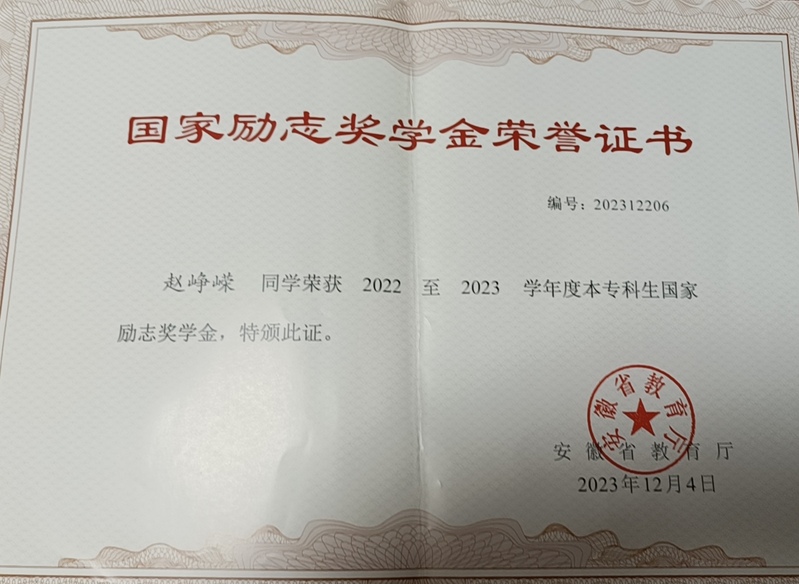 国家励志奖学金荣誉证书
编号：202312206
赵峥嵘 同学荣获 2022 至 2023 学年度本专科生国家
励志奖学金，特颁此证。
安徽省教育厅
安徽省教育厅
2023年12月4日